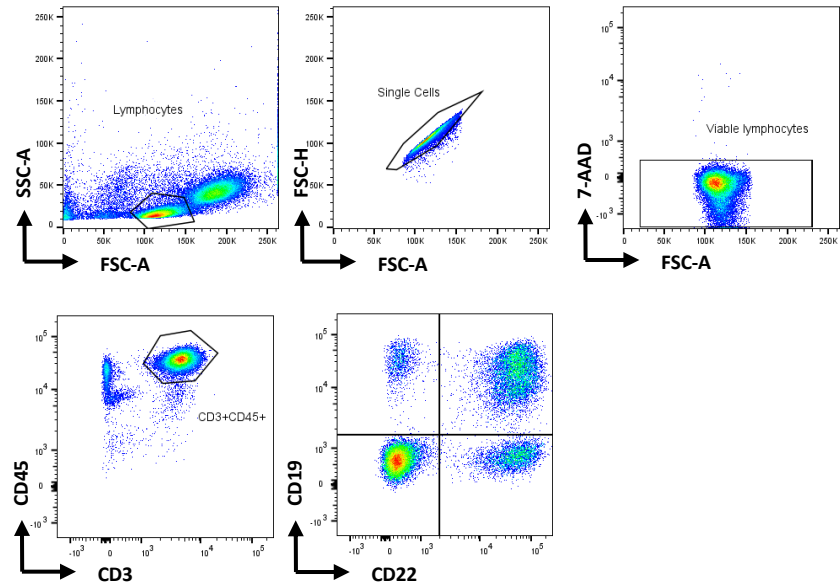 250K
200K
150K
100K
50K
0
Lymphocytes
SSC-A
0 50K 100K 150K 200K 250K
FSC-A
250K
200K
150K
100K
50K
0
Single Cells
FSC-H
0 50K 100K 150K 200K 250K
FSC-A
10^5
10^4
10^3
0
-10^3
Viable lymphocytes
7-AAD
0 50K 100K 150K 200K 250K
FSC-A
10^5
10^4
10^3
0
-10^3
CD3+CD45+
CD45
-10^3 0 10^3 10^4 10^5
CD3
10^5
10^4
10^3
0
-10^3
CD19
-10^3 0 10^3 10^4 10^5
CD22